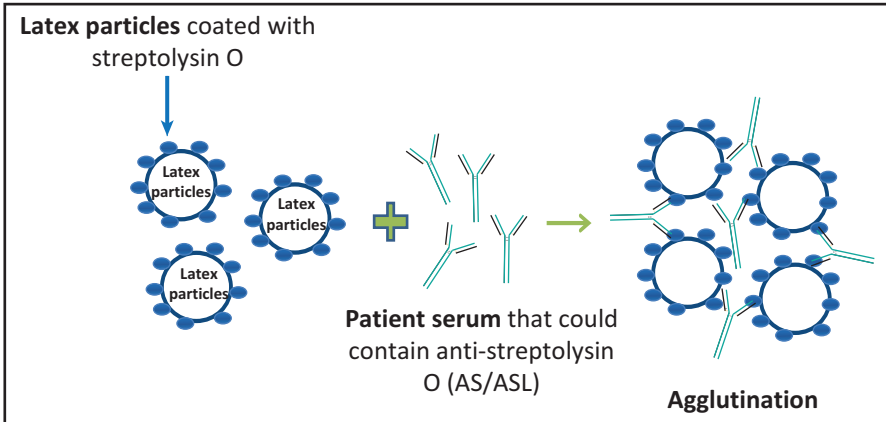 Latex particles coated with
streptolysin O
Latex
particles
Latex
particles
Latex
particles
Patient serum that could
contain anti-streptolysin
O (AS/ASL)
Agglutination